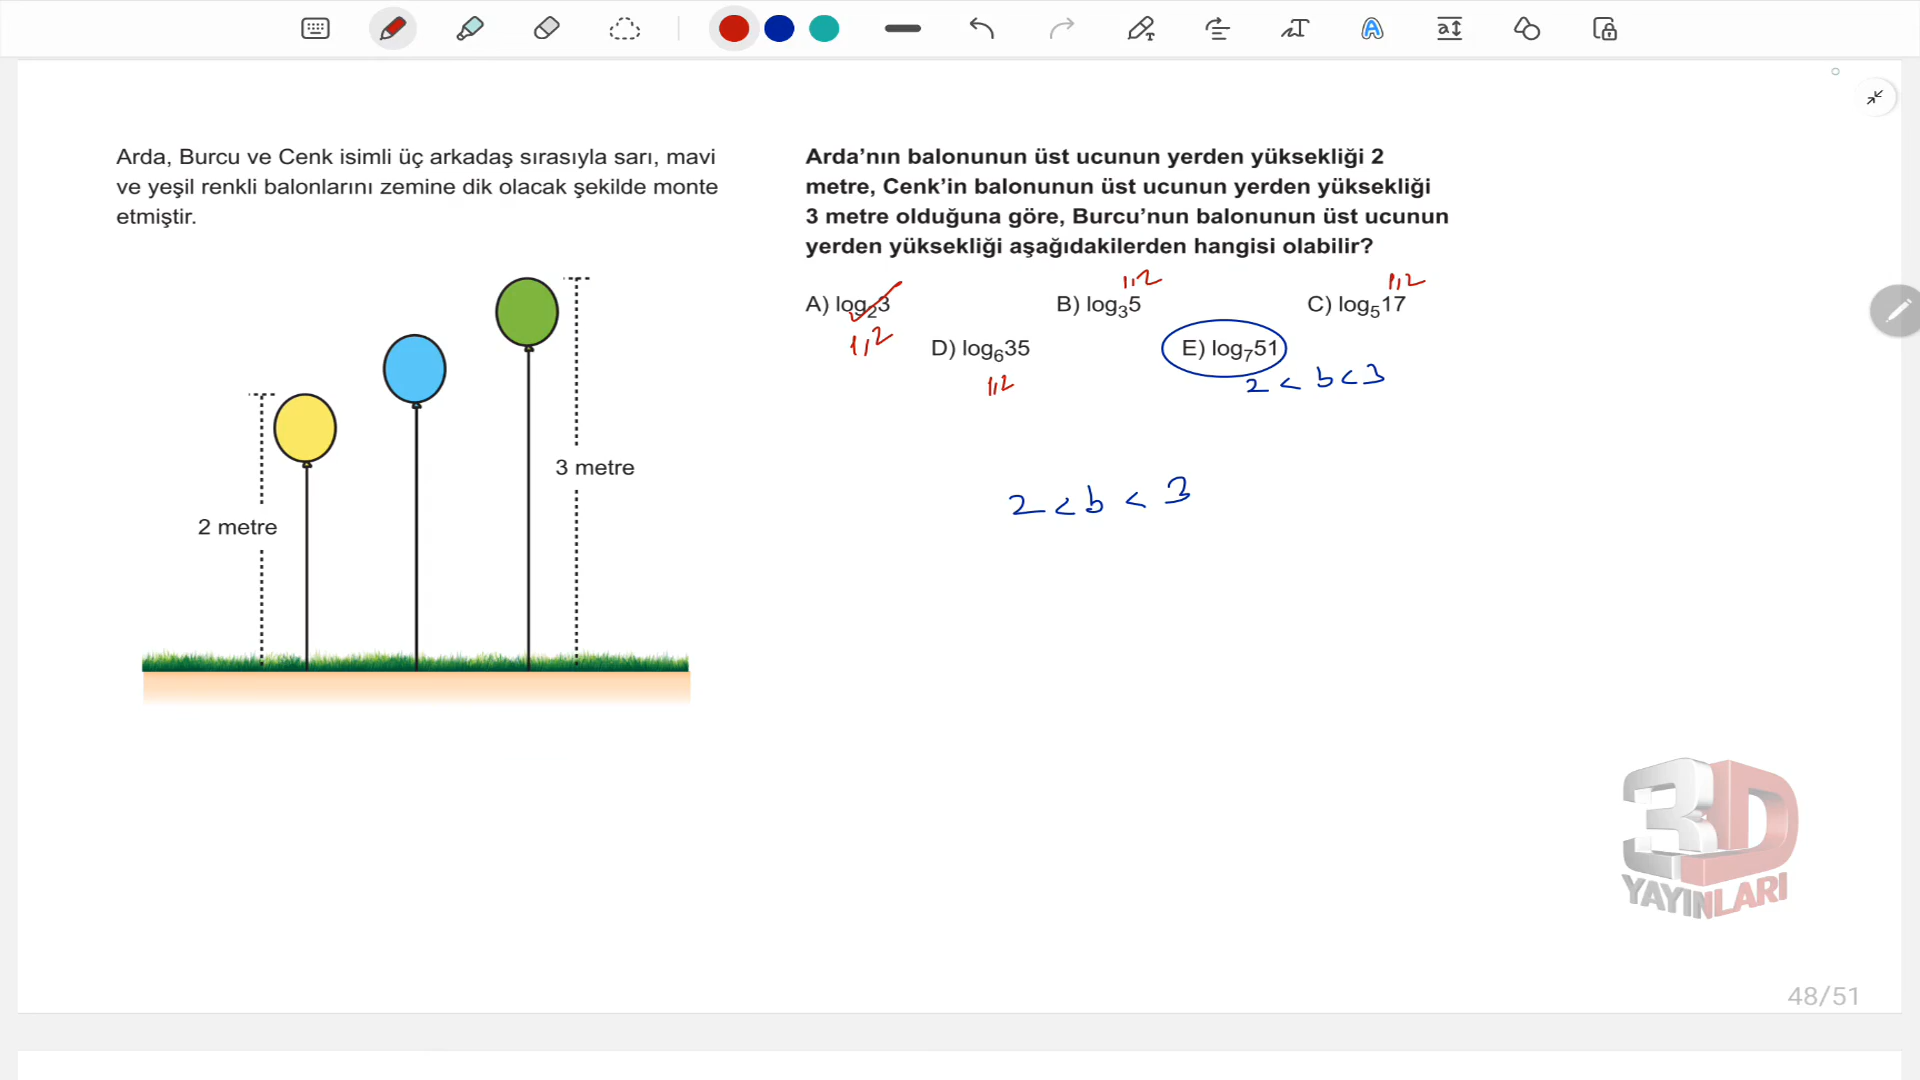 Arda, Burcu ve Cenk isimli üç arkadaş sırasıyla sarı, mavi
ve yeşil renkli balonlarını zemine dik olacak şekilde monte
etmiştir.
3 metre
2 metre
Arda’nın balonunun üst ucunun yerden yüksekliği 2
metre, Cenk’in balonunun üst ucunun yerden yüksekliği
3 metre olduğuna göre, Burcu’nun balonunun üst ucunun
yerden yüksekliği aşağıdakilerden hangisi olabilir?
1,2 1,2
A) log₂3 B) log₃5 C) log₅17
1,2
D) log₆35 E) log₇51
1,2 2 < b < 3
2 < b < 3
3D
YAYINLARI
48/51